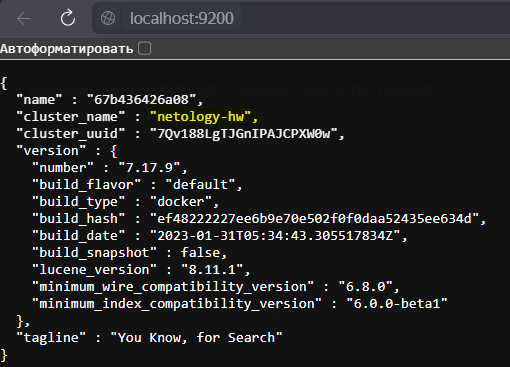 localhost:9200
Автоформатировать
{
"name" : "67b436426a08",
"cluster_name" : "netology-hw",
"cluster_uuid" : "7Qv188LgTJGnIPAJCPXW0w",
"version" : {
"number" : "7.17.9",
"build_flavor" : "default",
"build_type" : "docker",
"build_hash" : "ef48222227ee6b9e70e502f0f0daa52435ee634d",
"build_date" : "2023-01-31T05:34:43.305517834Z",
"build_snapshot" : false,
"lucene_version" : "8.11.1",
"minimum_wire_compatibility_version" : "6.8.0",
"minimum_index_compatibility_version" : "6.0.0-beta1"
},
"tagline" : "You Know, for Search"
}